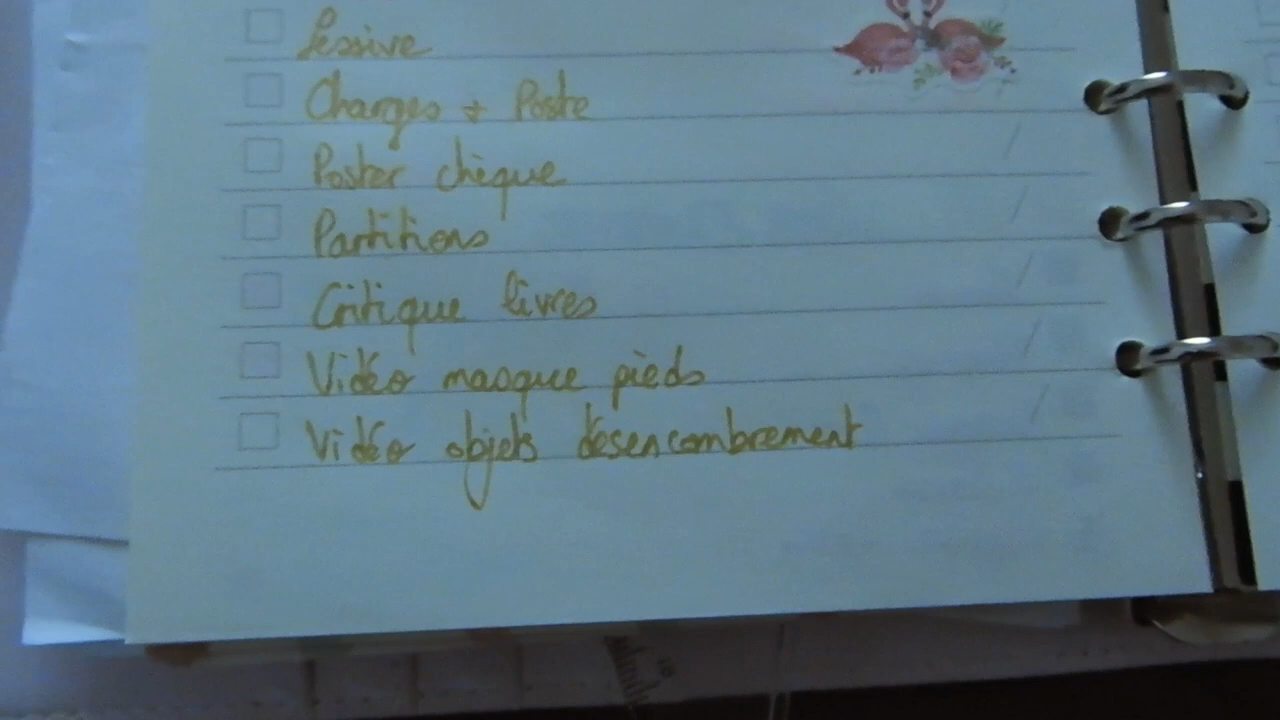 Lessive
Charges + Poste
Poster chèque
Partitions
Critique livres
Vidéo masque pieds
Vidéo objets désencombrement